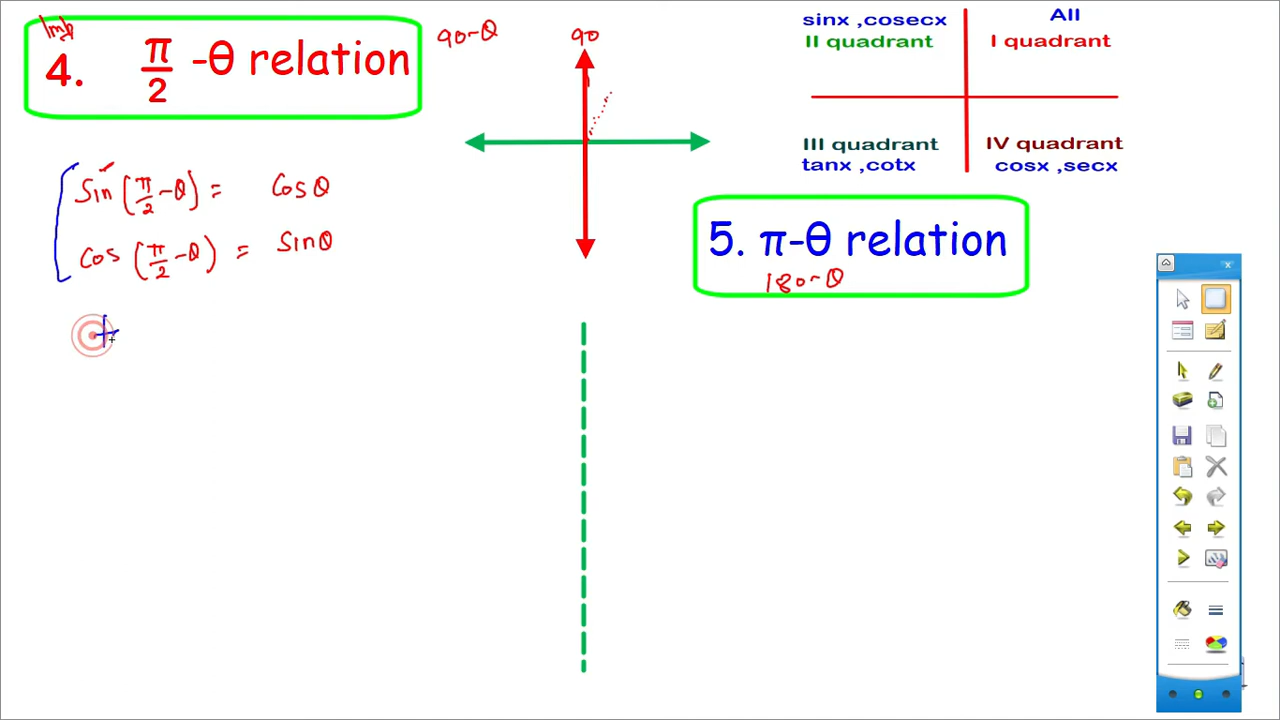 Imp
4. π/2 -θ relation
90-θ
90
sinx ,cosecx
II quadrant
All
I quadrant
III quadrant
tanx ,cotx
IV quadrant
cosx ,secx
Sin (π/2 -θ) = Cosθ
Cos (π/2 -θ) = Sinθ
5. π-θ relation
180-θ